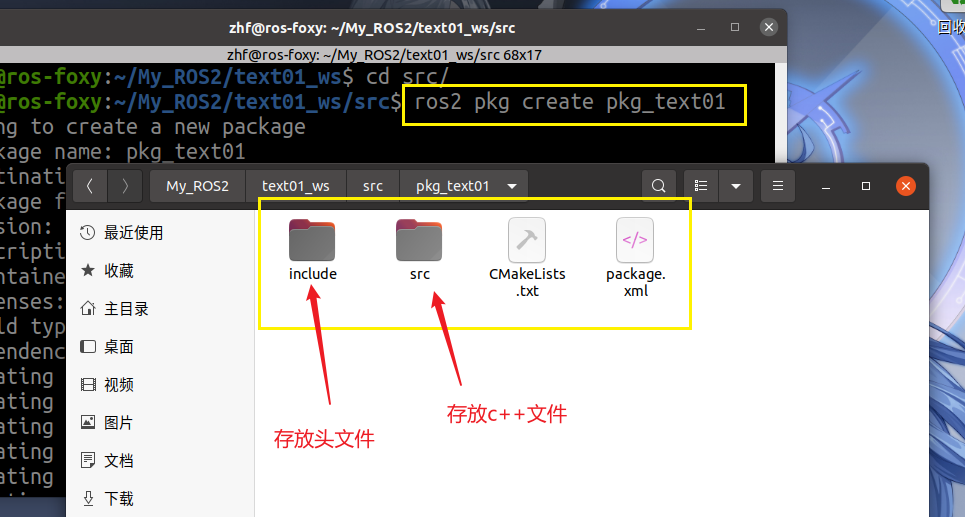 回收
zhf@ros-foxy: ~/My_ROS2/text01_ws/src
zhf@ros-foxy: ~/My_ROS2/text01_ws/src 68x17
@ros-foxy:~/My_ROS2/text01_ws$ cd src/
@ros-foxy:~/My_ROS2/text01_ws/src$ ros2 pkg create pkg_text01
ng to create a new package
kage name: pkg_text01
tinati
kage f
sion:
criptio
ntaine
enses:
ld typ
endenc
ating
ating
ating
ating
ating
My_ROS2 text01_ws src pkg_text01
最近使用
收藏
主目录
桌面
视频
图片
文档
下载
include
src
CMakeLists
.txt
package.
xml
</>
存放头文件
存放c++文件